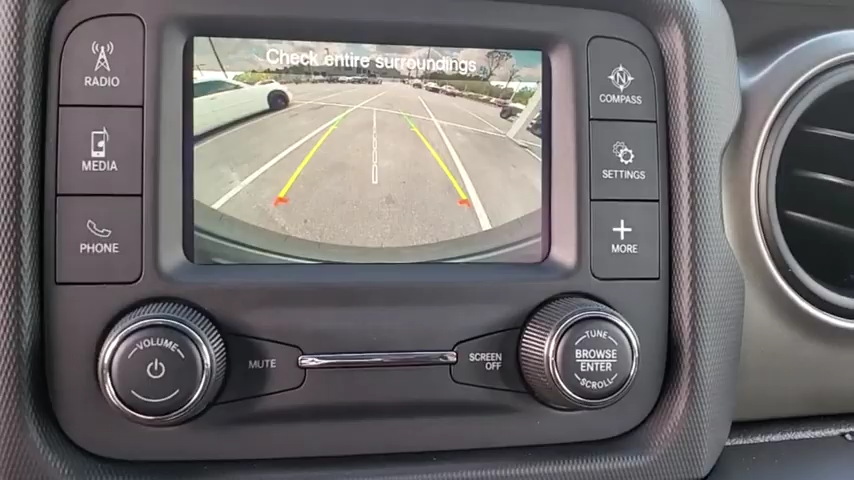 Check entire surroundings
RADIO
MEDIA
PHONE
N
COMPASS
SETTINGS
MORE
VOLUME
MUTE
SCREEN
OFF
TUNE
BROWSE
ENTER
SCROLL